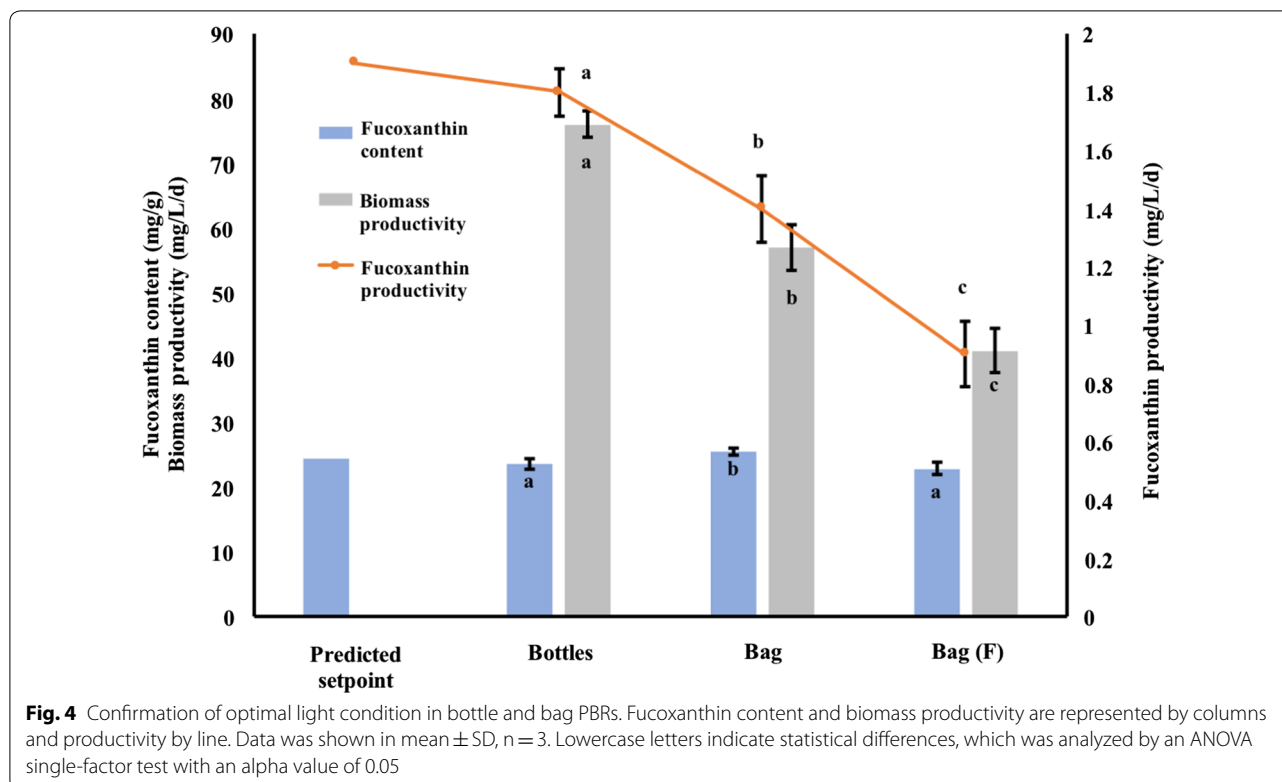 90
80
70
60
50
40
30
20
10
0
Fucoxanthin content (mg/g)
Biomass productivity (mg/L/d)
Fucoxanthin
content
Biomass
productivity
Fucoxanthin
productivity
a
a
a
b
b
b
c
c
a
2
1.8
1.6
1.4
1.2
1
0.8
0.6
0.4
0.2
0
Fucoxanthin productivity (mg/L/d)
Predicted
setpoint
Bottles
Bag
Bag (F)
Fig. 4 Confirmation of optimal light condition in bottle and bag PBRs. Fucoxanthin content and biomass productivity are represented by columns
and productivity by line. Data was shown in mean ± SD, n = 3. Lowercase letters indicate statistical differences, which was analyzed by an ANOVA
single-factor test with an alpha value of 0.05